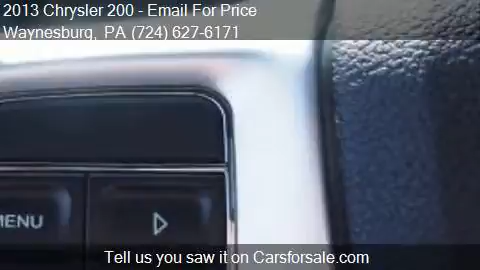 2013 Chrysler 200 - Email For Price
Waynesburg, PA (724) 627-6171
MENU
Tell us you saw it on Carsforsale.com